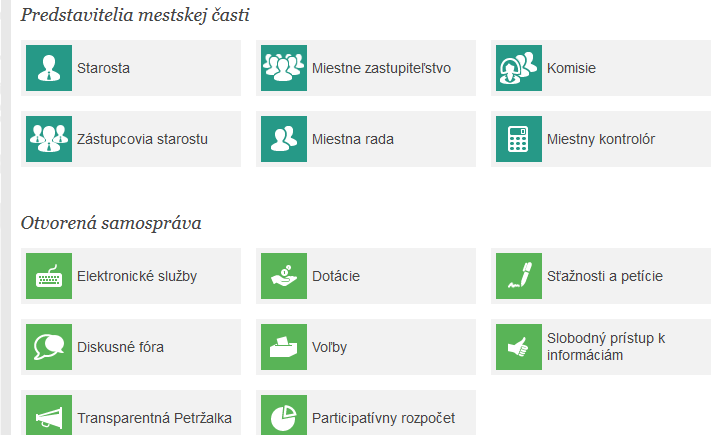 Predstavitelia mestskej časti
Starosta
Miestne zastupiteľstvo
Komisie
Zástupcovia starostu
Miestna rada
Miestny kontrolór
Otvorená samospráva
Elektronické služby
Dotácie
Sťažnosti a petície
Diskusné fóra
Voľby
Slobodný prístup k
informáciám
Transparentná Petržalka
Participatívny rozpočet